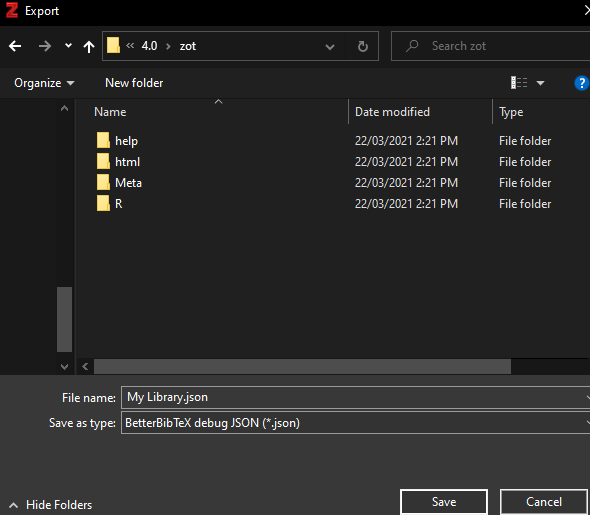 Export
4.0 zot
Search zot
Organize New folder
Name Date modified Type
help 22/03/2021 2:21 PM File folder
html 22/03/2021 2:21 PM File folder
Meta 22/03/2021 2:21 PM File folder
R 22/03/2021 2:21 PM File folder
File name: My Library.json
Save as type: BetterBibTeX debug JSON (*.json)
Hide Folders Save Cancel